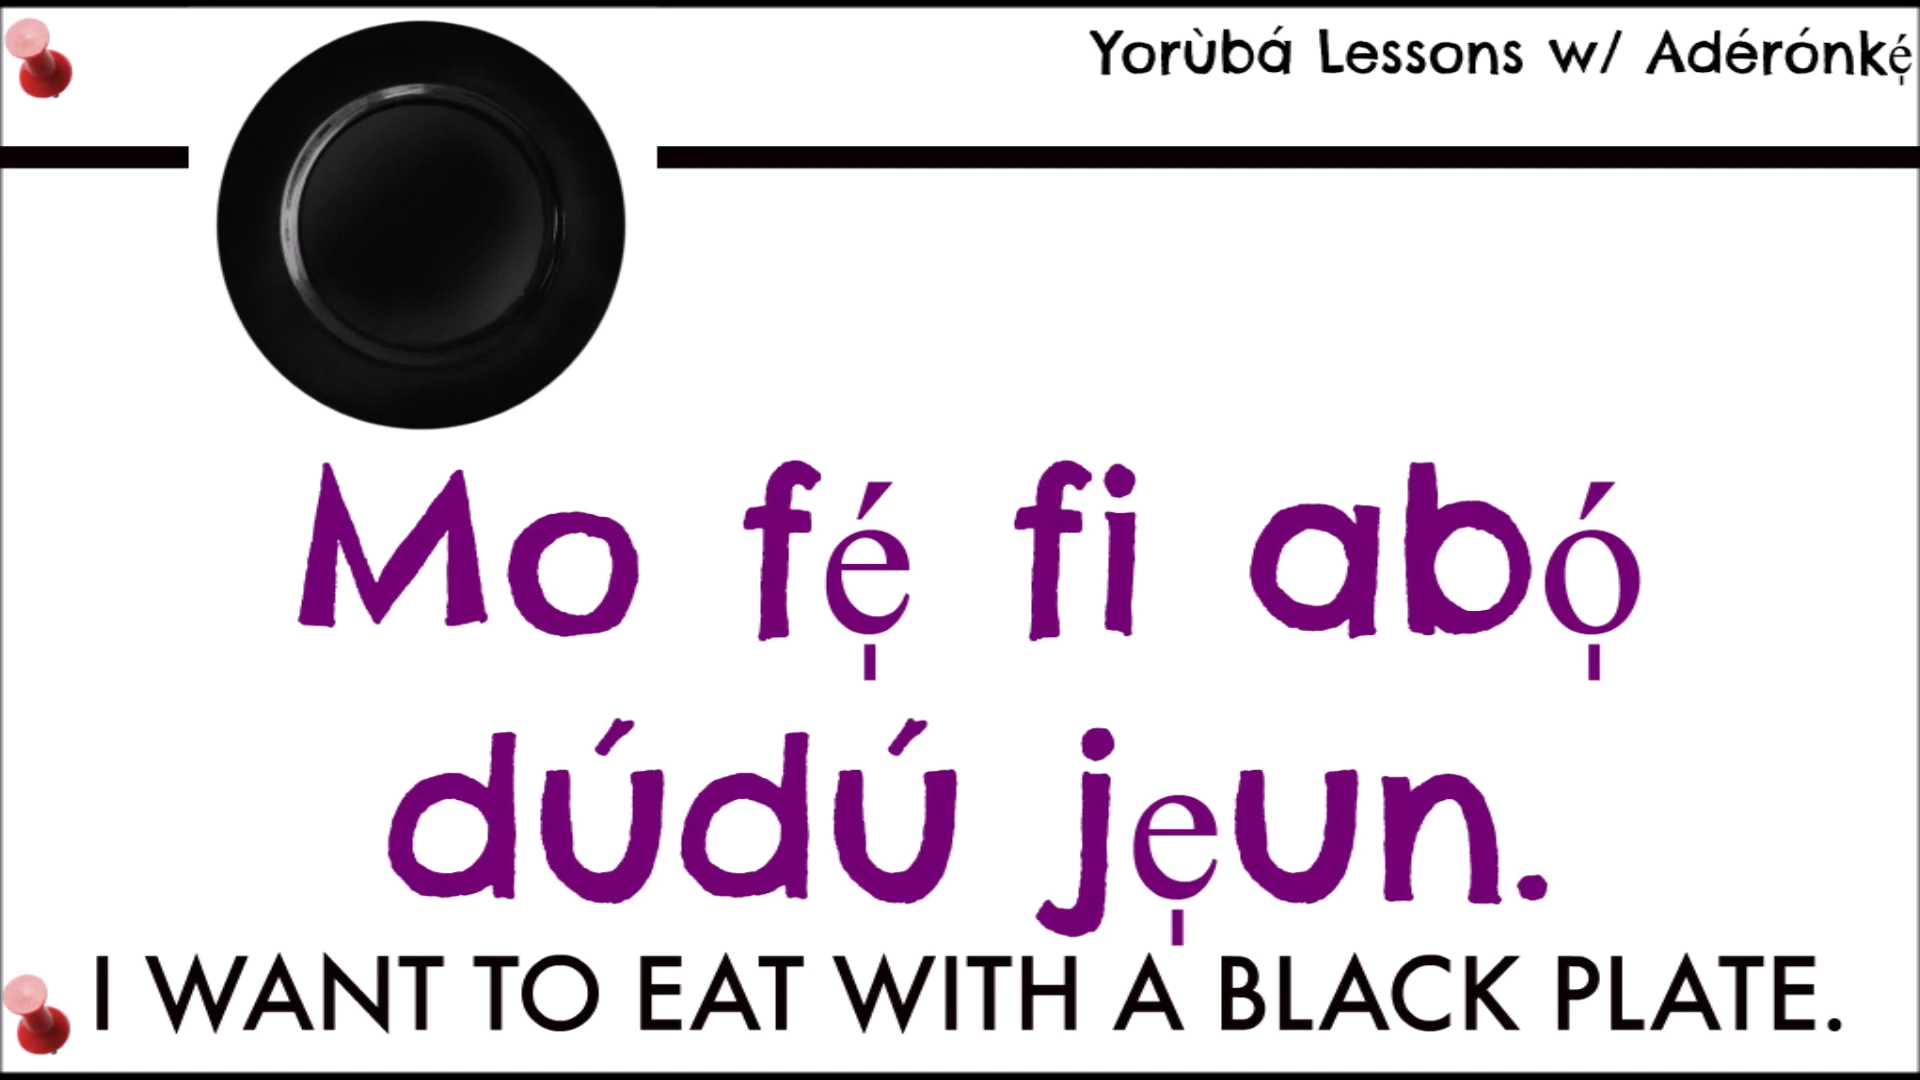 Yorùbá Lessons w/ Adérónkẹ́
Mo fẹ́ fi abọ́
dúdú jẹun.
I WANT TO EAT WITH A BLACK PLATE.